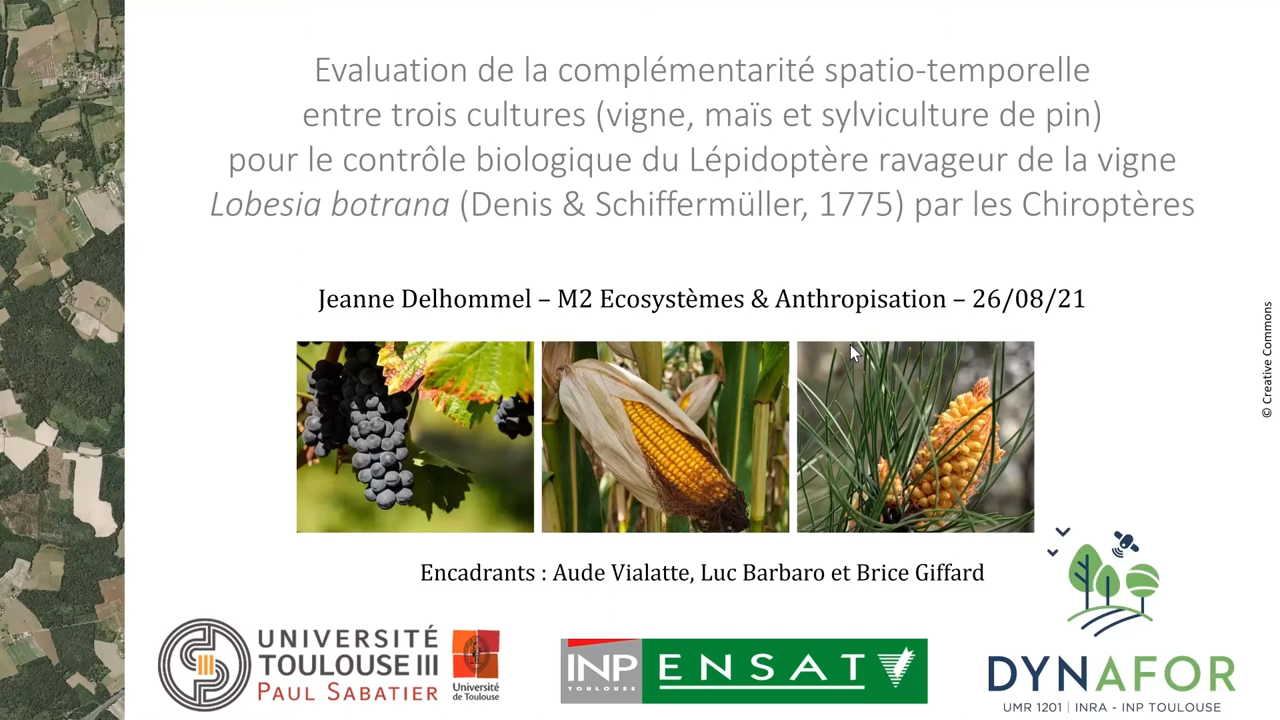 Evaluation de la complémentarité spatio-temporelle
entre trois cultures (vigne, maïs et sylviculture de pin)
pour le contrôle biologique du Lépidoptère ravageur de la vigne
Lobesia botrana (Denis & Schiffermüller, 1775) par les Chiroptères
Jeanne Delhommel – M2 Ecosystèmes & Anthropisation – 26/08/21
© Creative Commons
Encadrants : Aude Vialatte, Luc Barbaro et Brice Giffard
UNIVERSITÉ
TOULOUSE III
PAUL SABATIER
Université
de Toulouse
INP
TOULOUSE
ENSAT
DYNAFOR
UMR 1201 | INRA - INP TOULOUSE